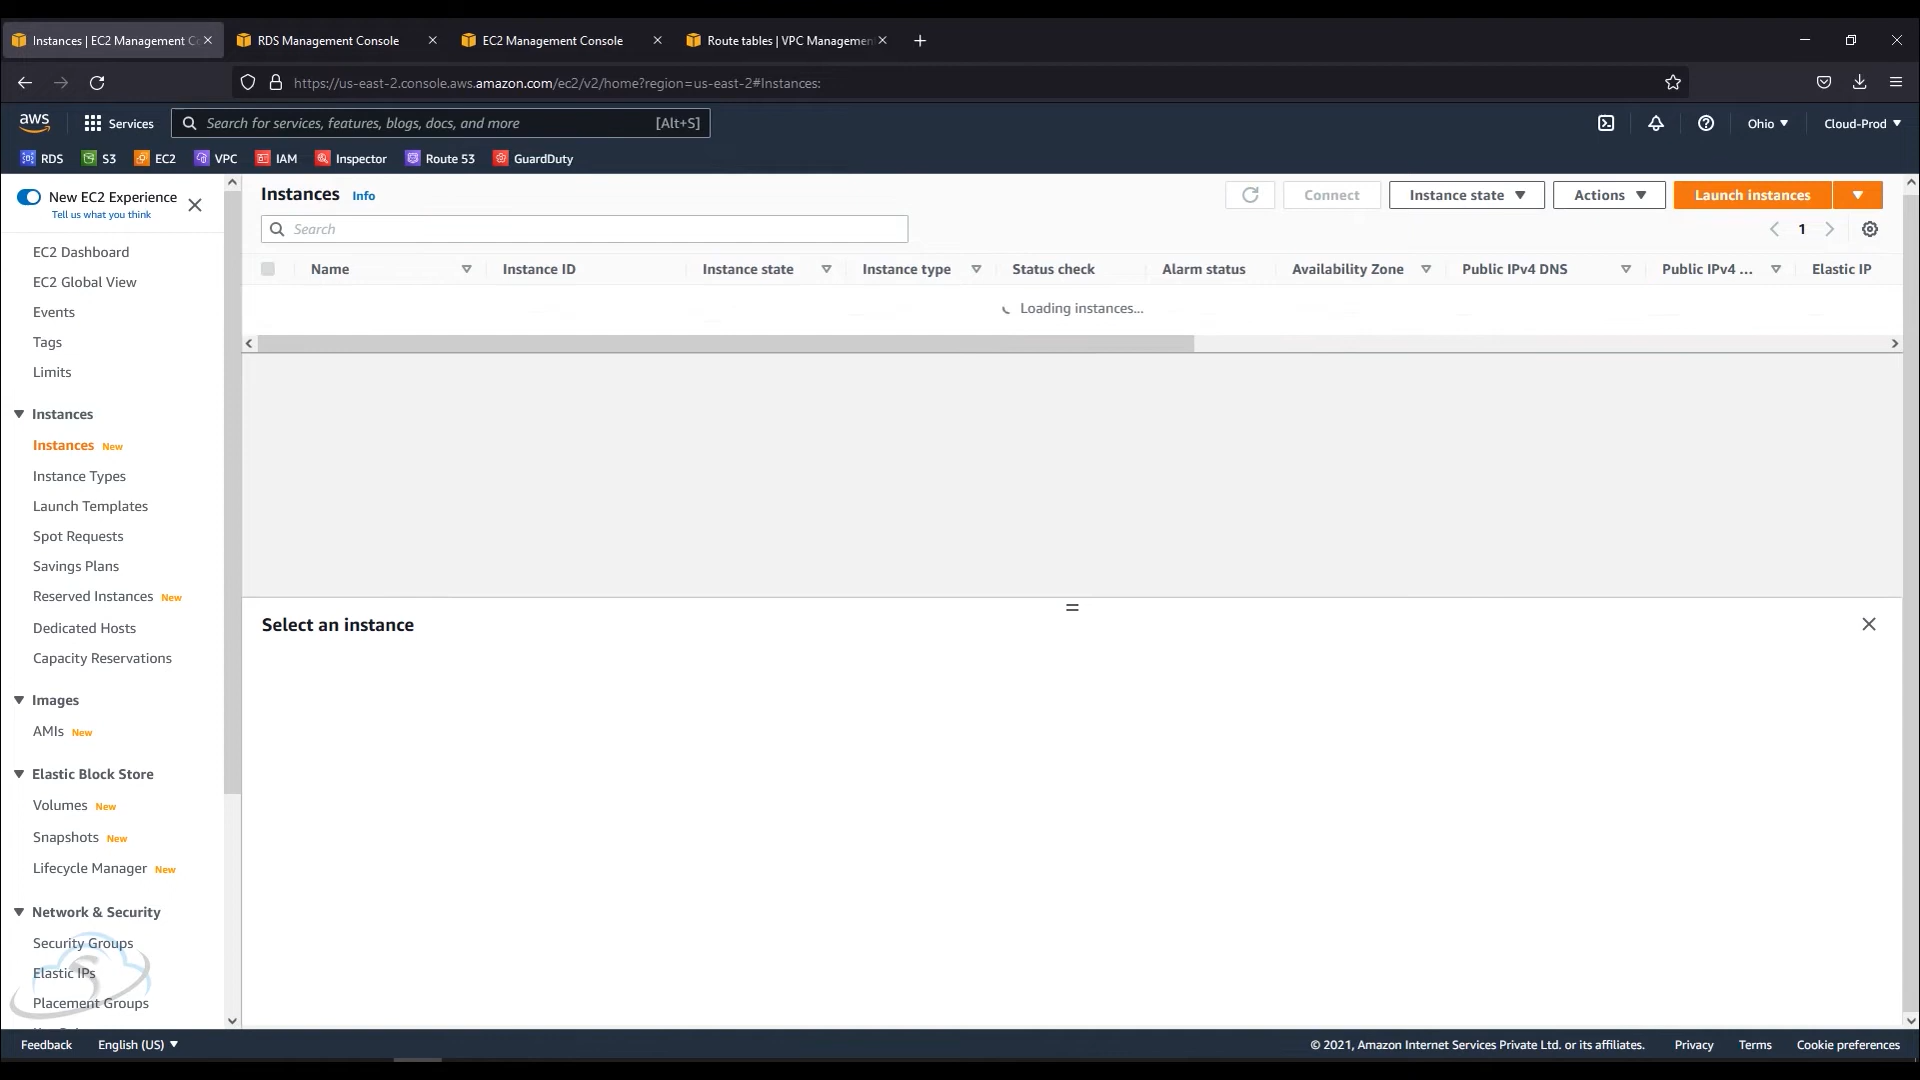 Instances | EC2 Management C
RDS Management Console
EC2 Management Console
Route tables | VPC Managemen
https://us-east-2.console.aws.amazon.com/ec2/v2/home?region=us-east-2#Instances:
aws
Services
Search for services, features, blogs, docs, and more
[Alt+S]
Ohio
Cloud-Prod
RDS
S3
EC2
VPC
IAM
Inspector
Route 53
GuardDuty
New EC2 Experience
Tell us what you think
EC2 Dashboard
EC2 Global View
Events
Tags
Limits
Instances
Instances New
Instance Types
Launch Templates
Spot Requests
Savings Plans
Reserved Instances New
Dedicated Hosts
Capacity Reservations
Images
AMIs New
Elastic Block Store
Volumes New
Snapshots New
Lifecycle Manager New
Network & Security
Security Groups
Elastic IPs
Placement Groups
Instances Info
Connect
Instance state
Actions
Launch instances
Search
1
Name
Instance ID
Instance state
Instance type
Status check
Alarm status
Availability Zone
Public IPv4 DNS
Public IPv4 ...
Elastic IP
Loading instances...
Select an instance
Feedback
English (US)
© 2021, Amazon Internet Services Private Ltd. or its affiliates.
Privacy
Terms
Cookie preferences